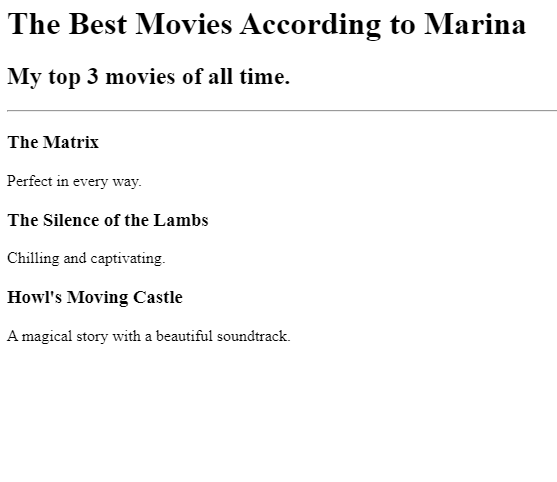 The Best Movies According to Marina
My top 3 movies of all time.
The Matrix
Perfect in every way.
The Silence of the Lambs
Chilling and captivating.
Howl's Moving Castle
A magical story with a beautiful soundtrack.